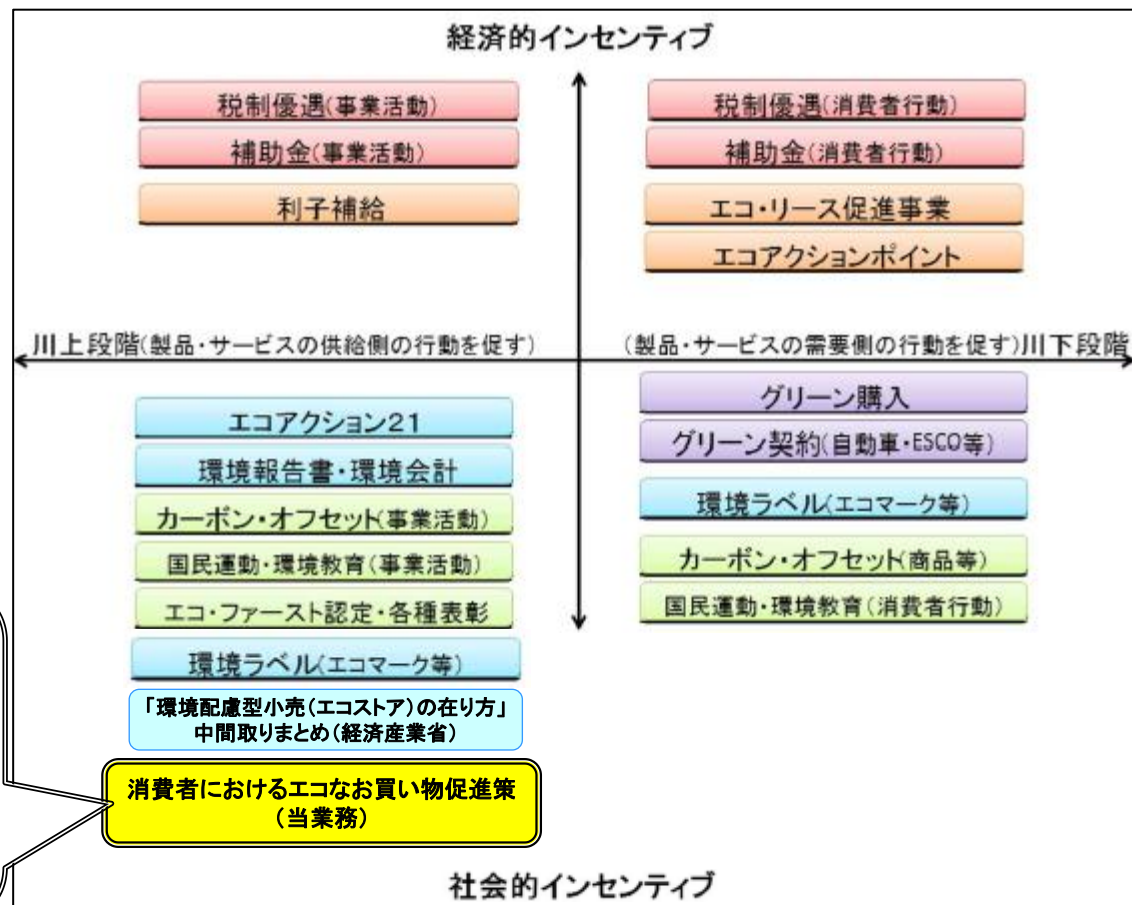 経済的インセンティブ
税制優遇(事業活動)
補助金(事業活動)
利子補給
税制優遇(消費者行動)
補助金(消費者行動)
エコ・リース促進事業
エコアクションポイント
川上段階(製品・サービスの供給側の行動を促す)
(製品・サービスの需要側の行動を促す)川下段階
エコアクション21
環境報告書・環境会計
カーボン・オフセット(事業活動)
国民運動・環境教育(事業活動)
エコ・ファースト認定・各種表彰
環境ラベル(エコマーク等)
「環境配慮型小売(エコストア)の在り方」
中間取りまとめ(経済産業省)
消費者におけるエコなお買い物促進策
(当業務)
グリーン購入
グリーン契約(自動車・ESCO等)
環境ラベル(エコマーク等)
カーボン・オフセット(商品等)
国民運動・環境教育(消費者行動)
社会的インセンティブ